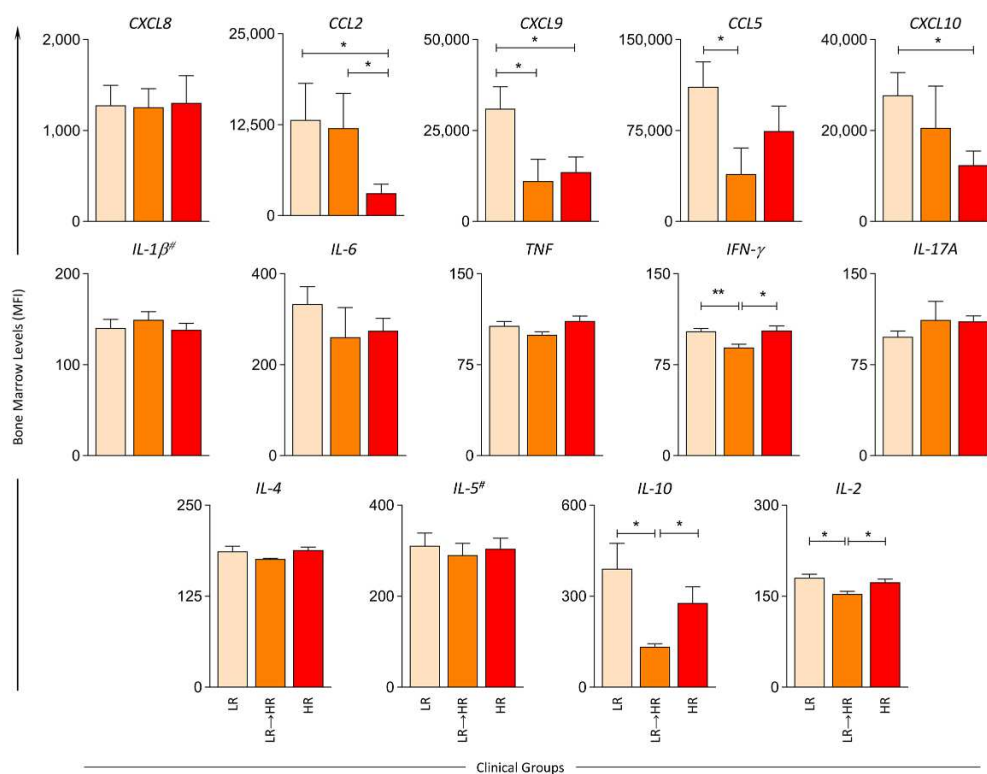 CXCL8 CCL2 CXCL9 CCL5 CXCL10
2,000 25,000 50,000 150,000 40,000
* * * * * *
1,000 12,500 25,000 75,000 20,000
0 0 0 0 0
IL-1β# IL-6 TNF IFN-γ IL-17A
200 400 150 150 150
** *
100 200 75 75 75
0 0 0 0 0
IL-4 IL-5# IL-10 IL-2
250 400 600 300
* * * *
125 200 300 150
0 0 0 0
LR LR→HR HR LR LR→HR HR LR LR→HR HR LR LR→HR HR
Bone Marrow Levels (MFI)
Clinical Groups